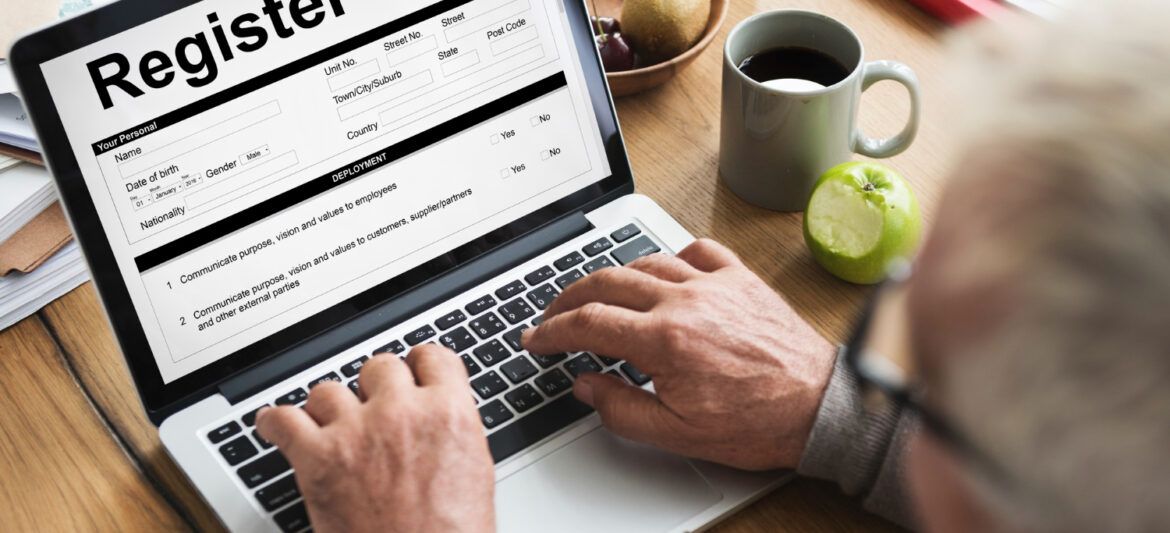 Register
Your Personal
Name
Unit No.
Street No.
Street
Date of birth
Day
Month
Year
01
January
2016
Gender
Male
Town/City/Suburb
State
Post Code
Nationality
Country
DEPLOYMENT
1 Communicate purpose, vision and values to employees
Yes
No
2 Communicate purpose, vision and values to customers, supplier/partners
and other external parties
Yes
No